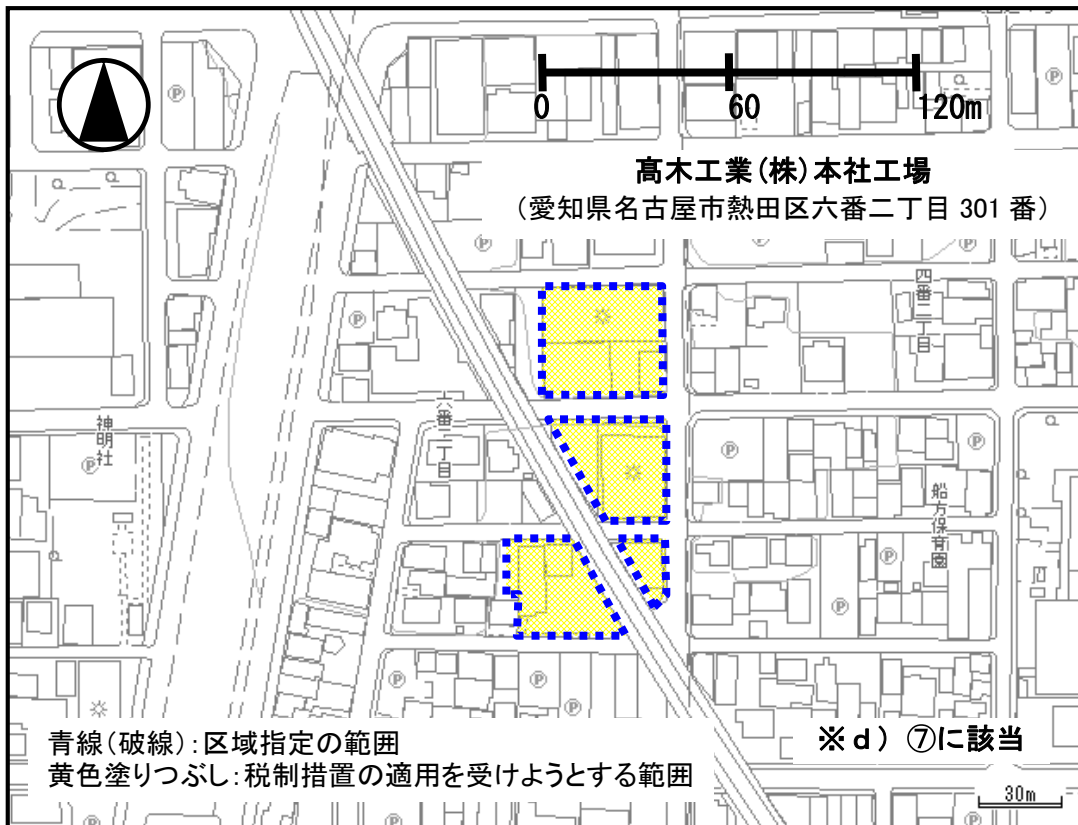 0 60 120m
髙木工業(株)本社工場
(愛知県名古屋市熱田区六番二丁目 301 番)
四番二丁目
六番二丁目
神明社
船方保育園
青線(破線):区域指定の範囲
黄色塗りつぶし:税制措置の適用を受けようとする範囲
※ｄ) ⑦に該当
30m